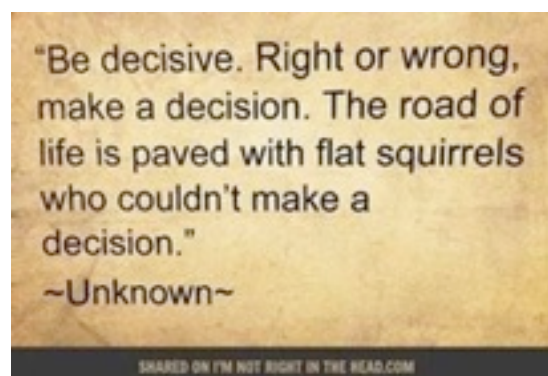 “Be decisive. Right or wrong,
make a decision. The road of
life is paved with flat squirrels
who couldn't make a
decision.”
~Unknown~
SHARED ON I'M NOT RIGHT IN THE HEAD.COM